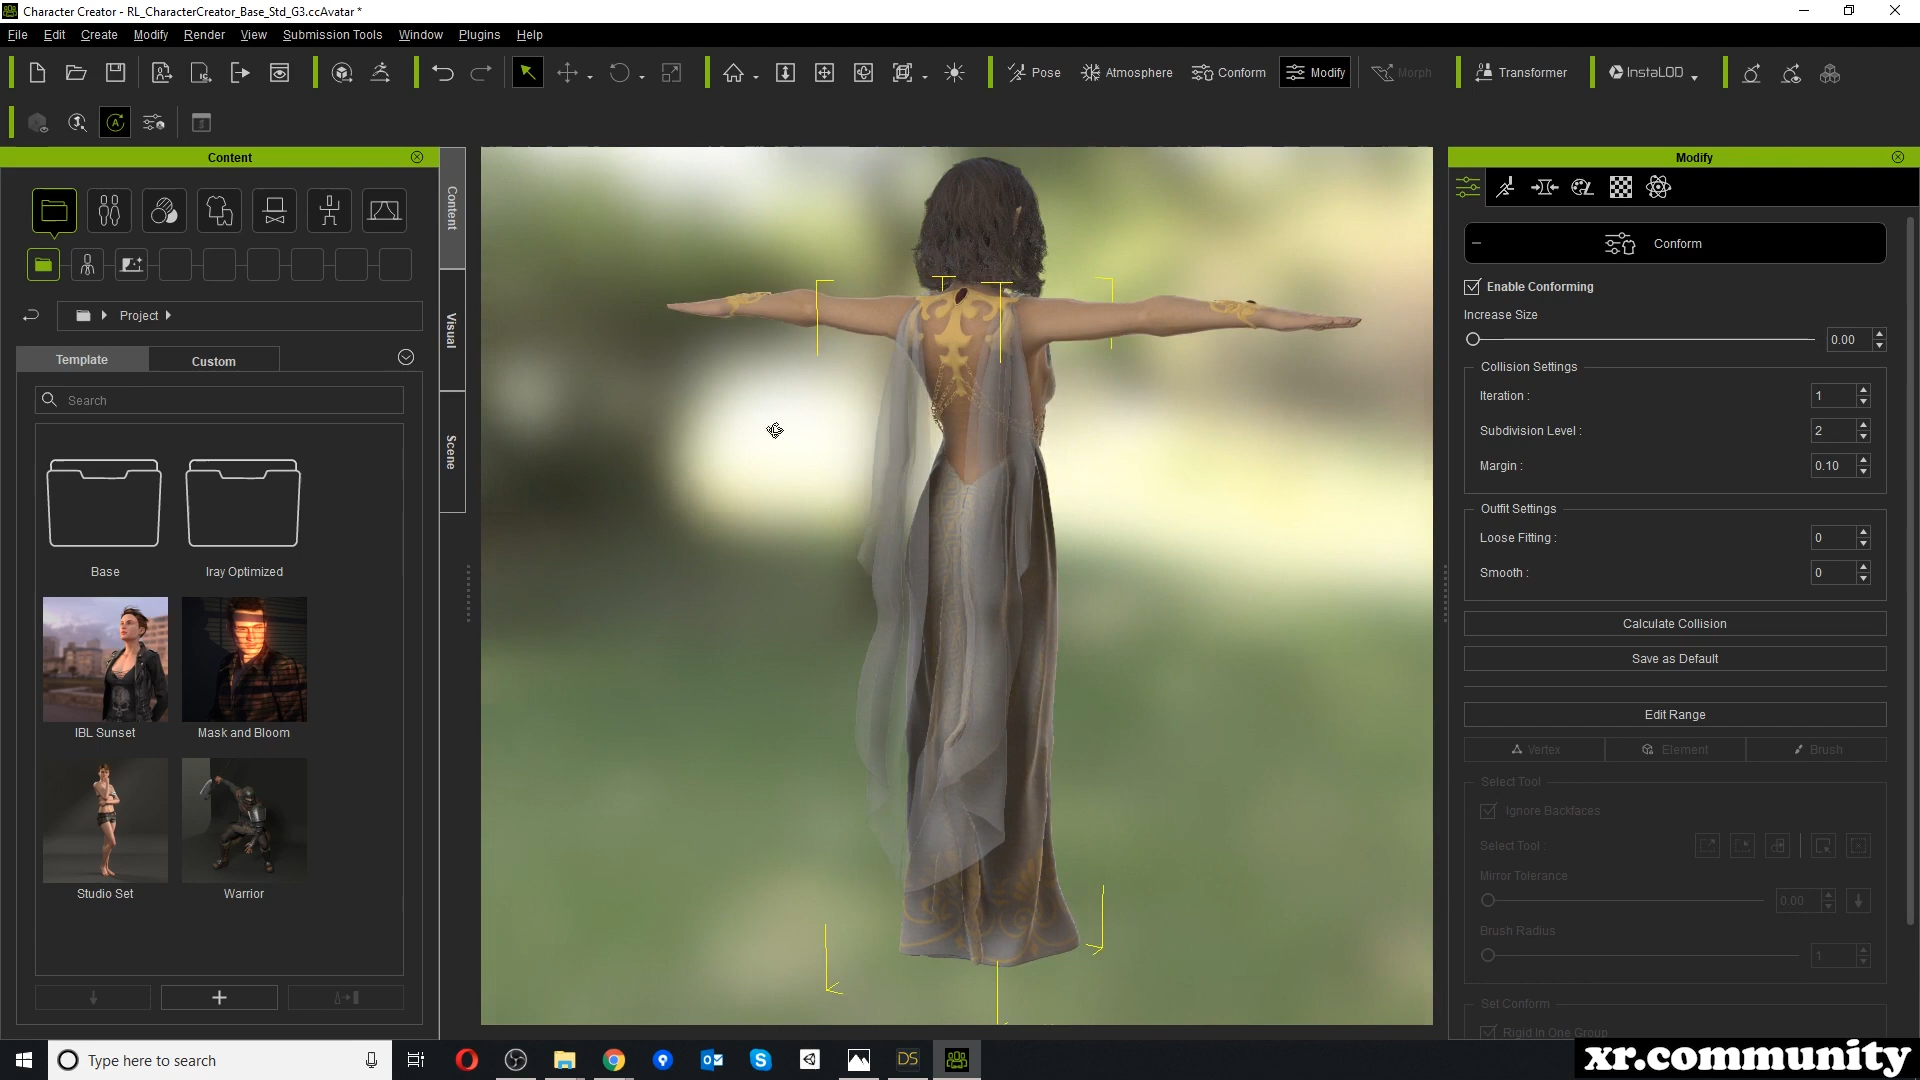 Character Creator - RL_CharacterCreator_Base_Std_G3.ccAvatar *
File Edit Create Modify Render View Submission Tools Window Plugins Help
Pose Atmosphere Conform Modify Morph Transformer InstaLOD
Content
Modify
Content
Visual
Scene
Project
Template Custom
Search
Base Iray Optimized
IBL Sunset Mask and Bloom
Studio Set Warrior
Conform
Enable Conforming
Increase Size
0.00
Collision Settings
Iteration : 1
Subdivision Level : 2
Margin : 0.10
Outfit Settings
Loose Fitting : 0
Smooth : 0
Calculate Collision
Save as Default
Edit Range
Vertex Element Brush
Select Tool
Ignore Backfaces
Select Tool :
Mirror Tolerance
0.00
Brush Radius
1
Set Conform
Rigid In One Group
Type here to search
DS
xr.community